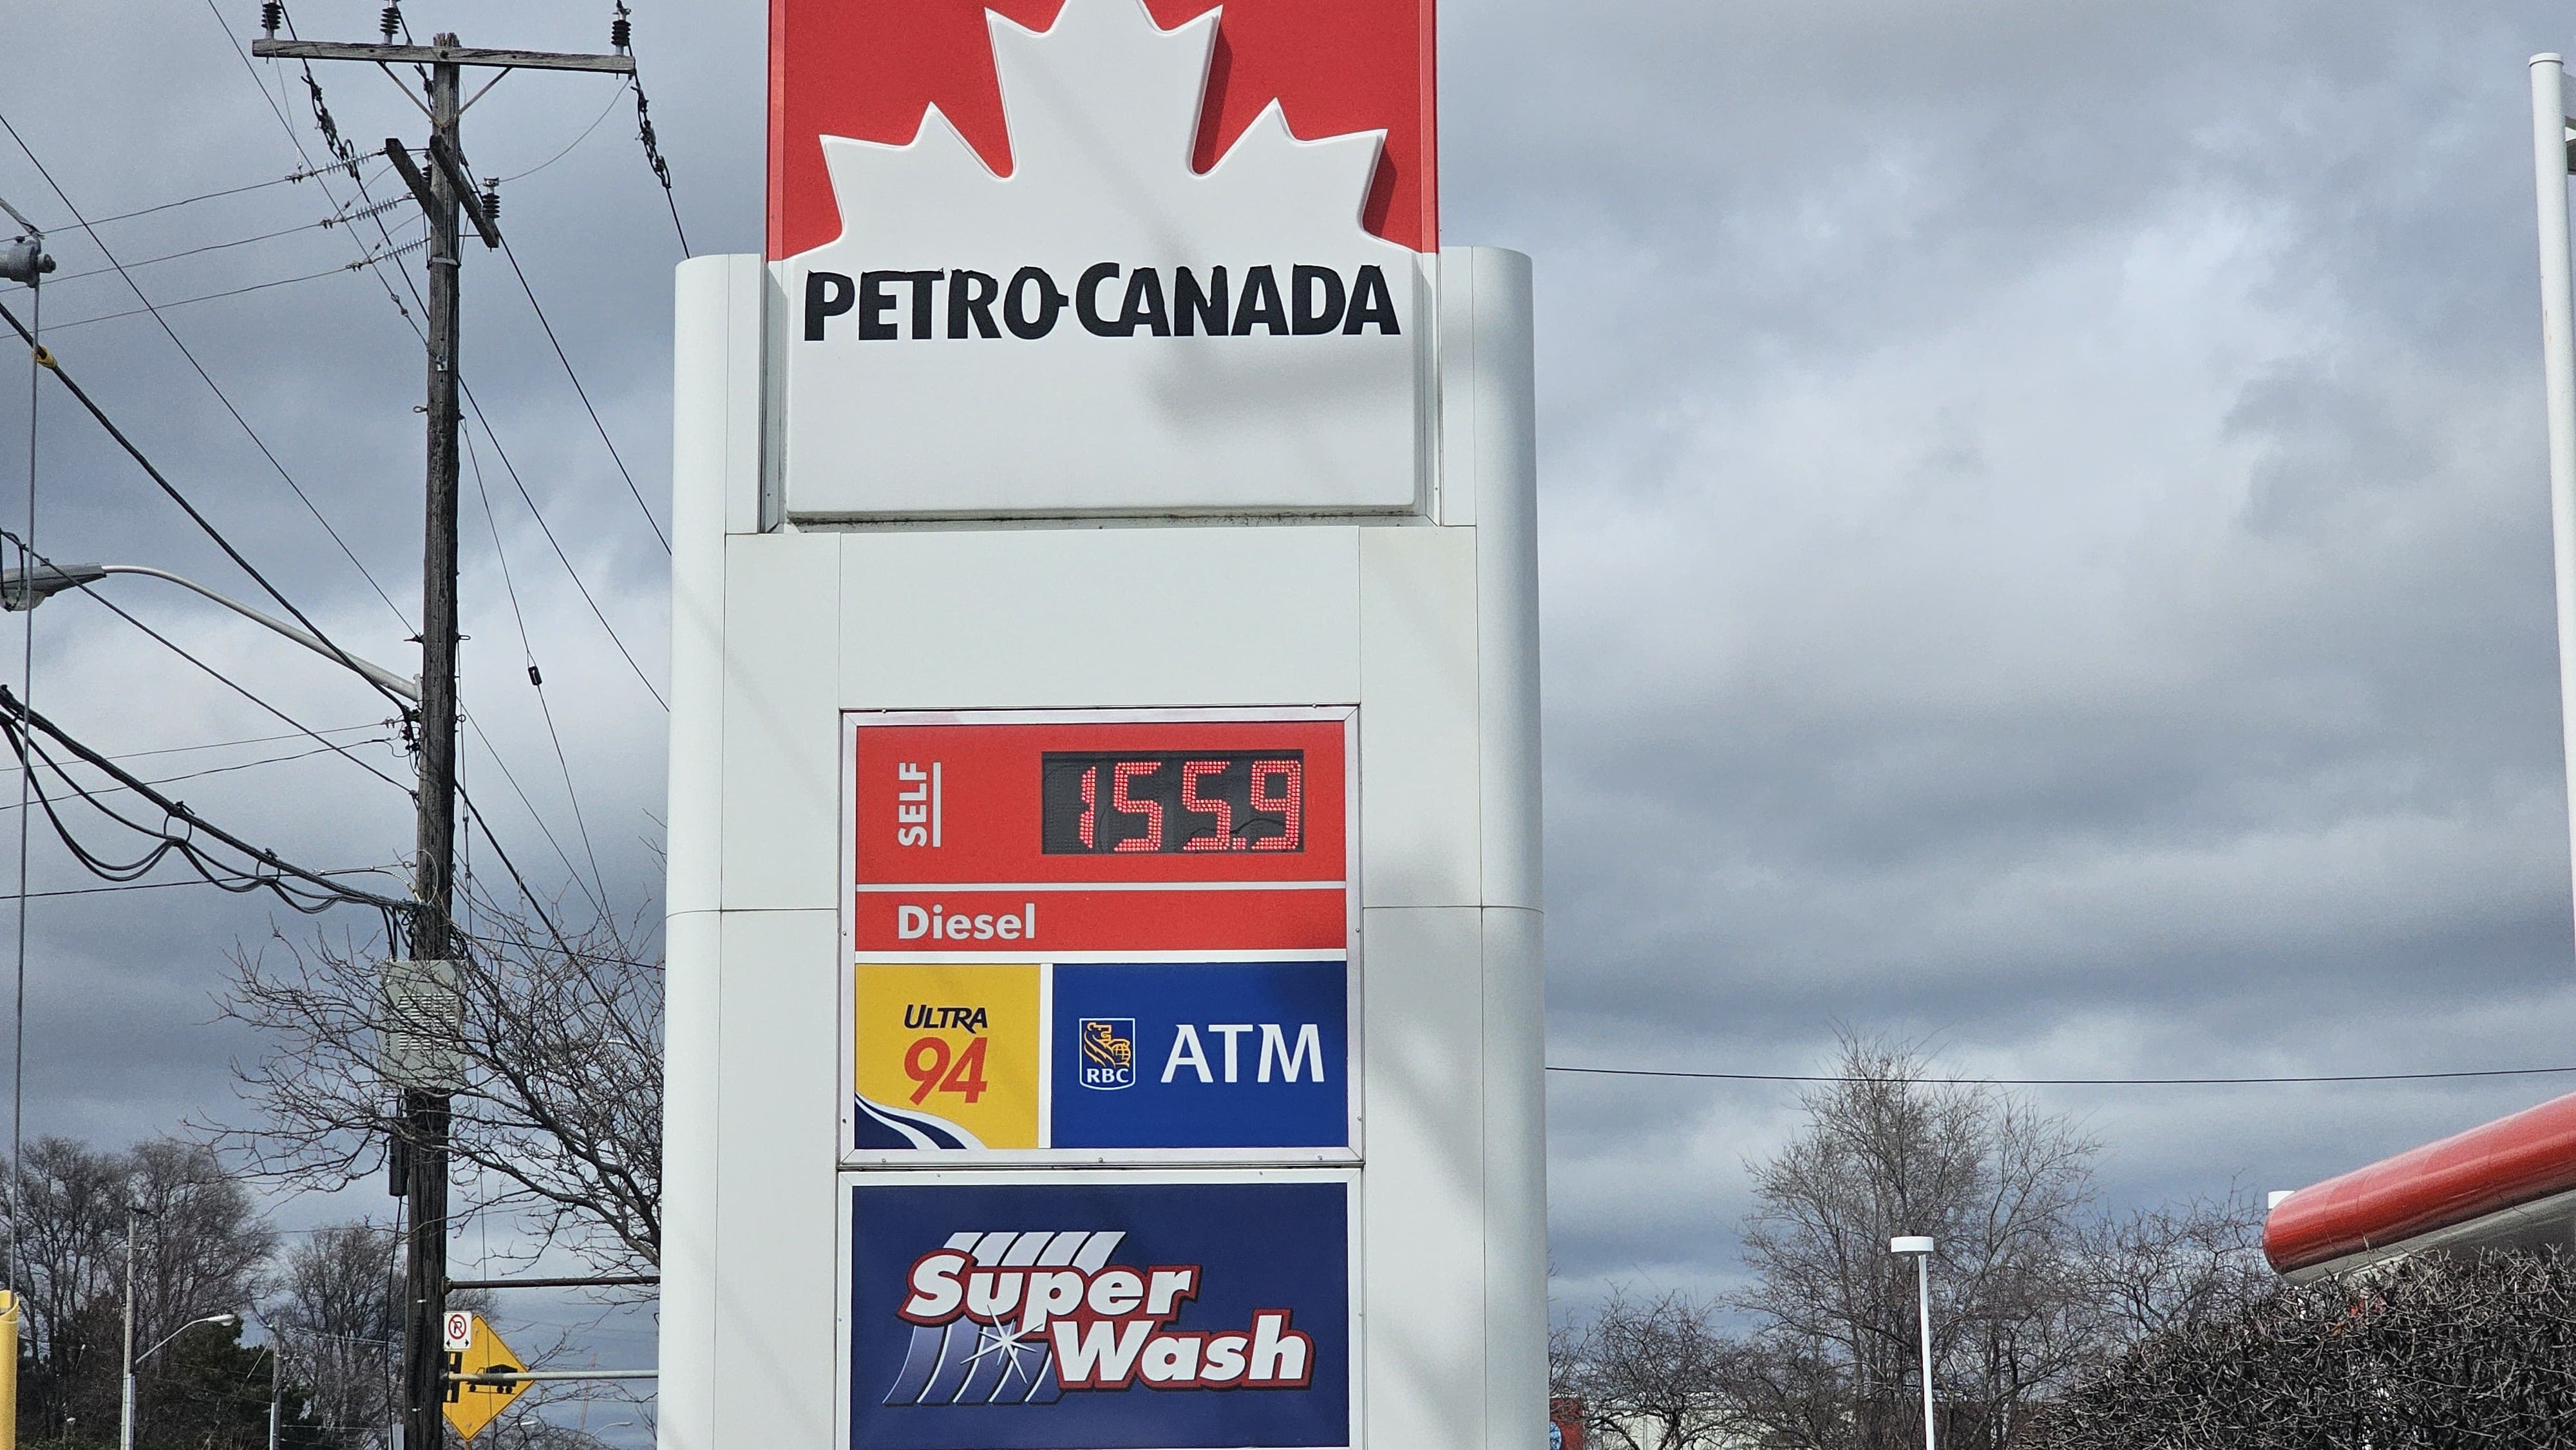 PETRO-CANADA
SELF 155.9
Diesel
ULTRA
94
RBC
ATM
Super
Wash
P